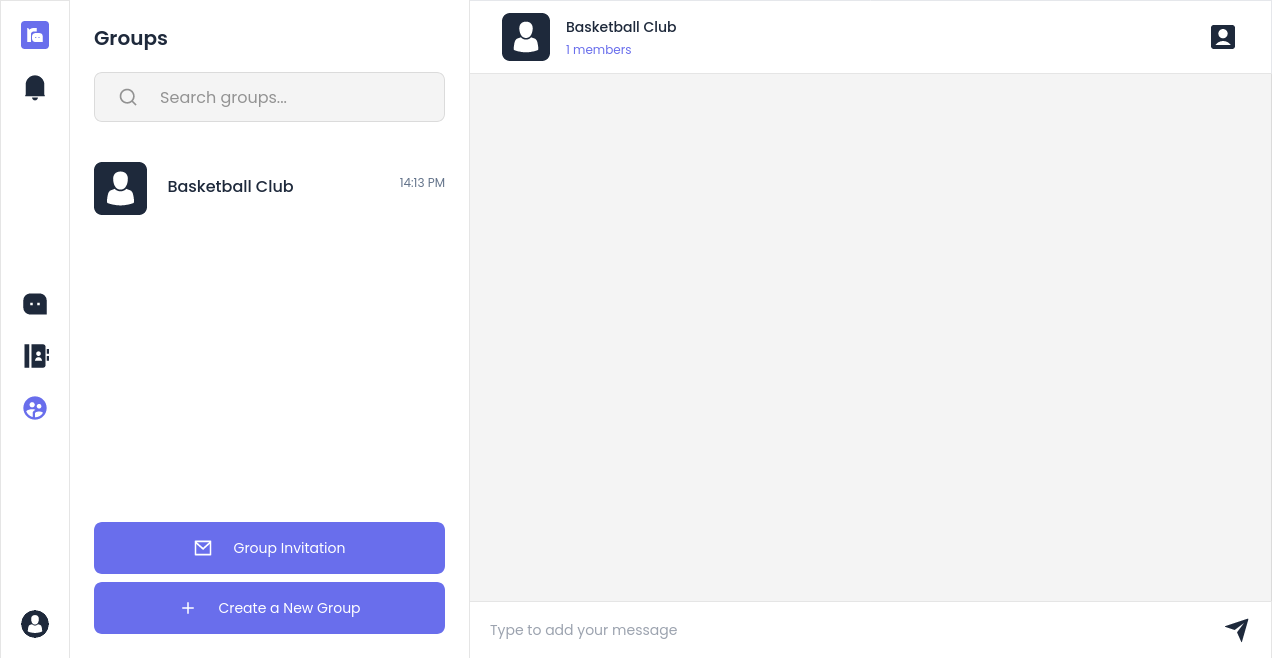 Groups
Search groups...
Basketball Club
14:13 PM
Group Invitation
Create a New Group
Basketball Club
1 members
Type to add your message